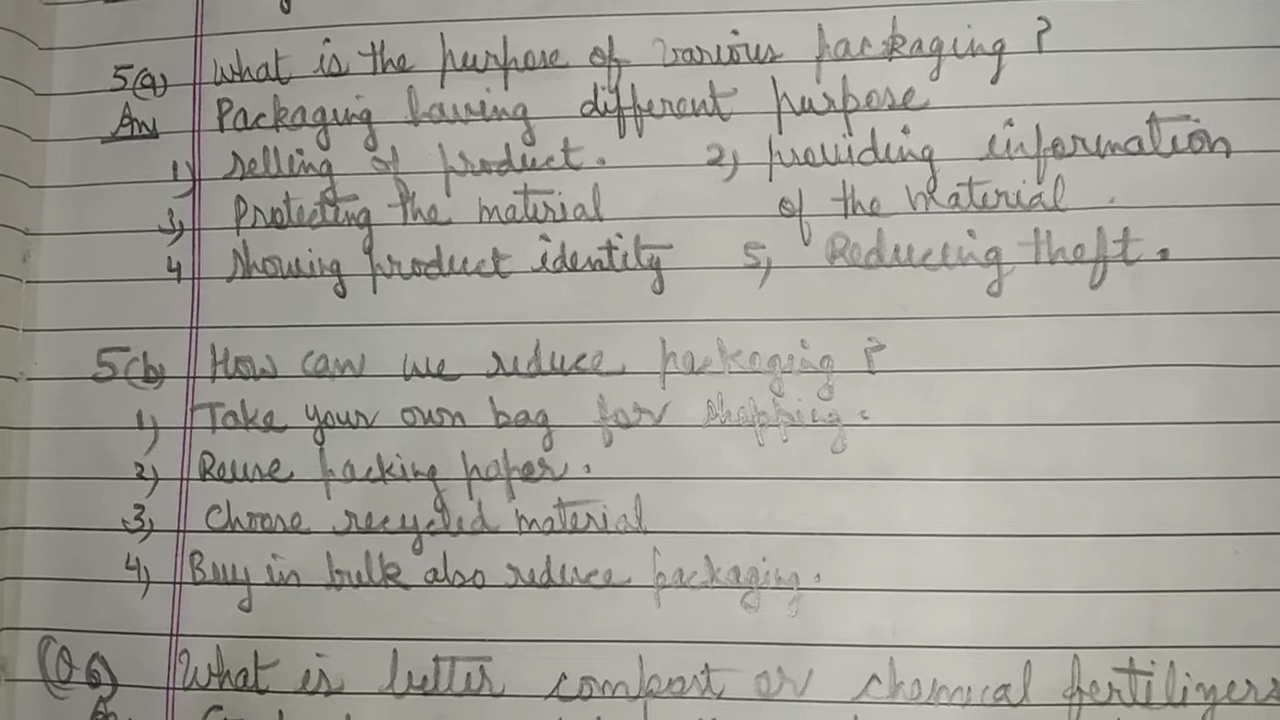 5(a) What is the purpose of various packaging?
Ans Packaging having different purpose
1) Selling of product. 2) providing information
3) Protecting the material of the material.
4) Showing product identity 5) Reducing theft.
5(b) How can we reduce packaging?
1) Take your own bag for shopping.
2) Reuse packing paper.
3) Choose recycled material
4) Buy in bulk also reduce packaging.
(Q6) What is better compost or chemical fertilizers